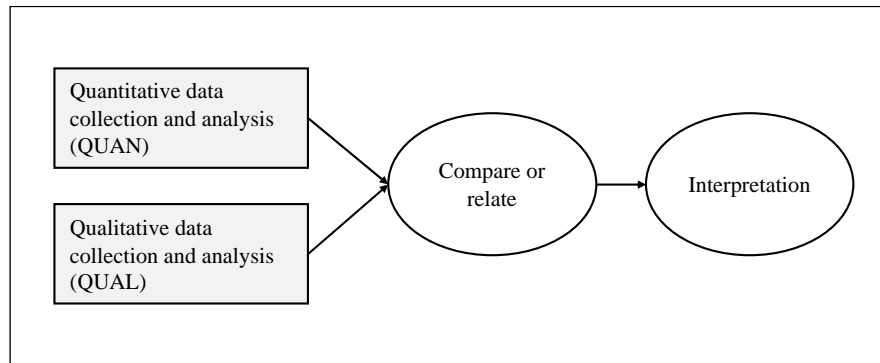 Quantitative data
collection and analysis
(QUAN)
Qualitative data
collection and analysis
(QUAL)
Compare or
relate
Interpretation